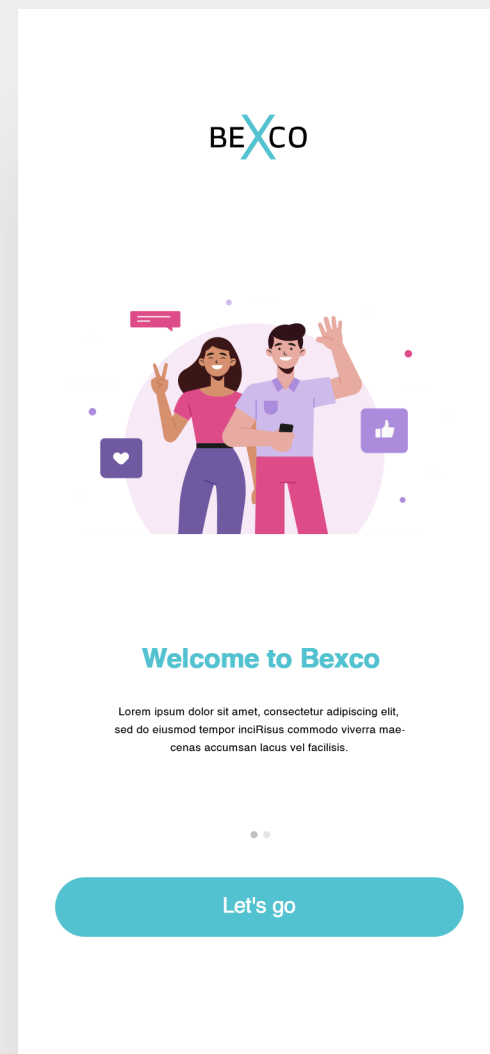 BEXCO
Welcome to Bexco
Lorem ipsum dolor sit amet, consectetur adipiscing elit,
sed do eiusmod tempor inciRisus commodo viverra mae-
cenas accumsan lacus vel facilisis.
Let's go